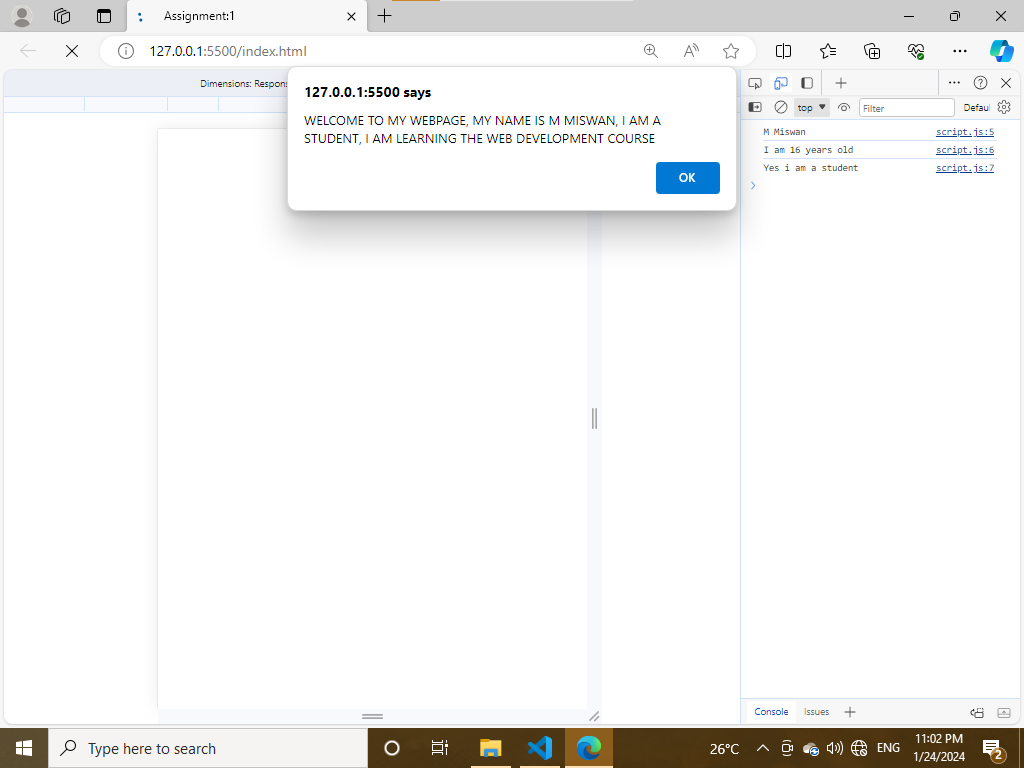 Assignment:1
127.0.0.1:5500/index.html
Dimensions: Respons
127.0.0.1:5500 says
WELCOME TO MY WEBPAGE, MY NAME IS M MISWAN, I AM A
STUDENT, I AM LEARNING THE WEB DEVELOPMENT COURSE
OK
top
Filter
Defaul
M Miswan script.js:5
I am 16 years old script.js:6
Yes i am a student script.js:7
Console Issues
Type here to search
26°C
ENG
11:02 PM
1/24/2024
2